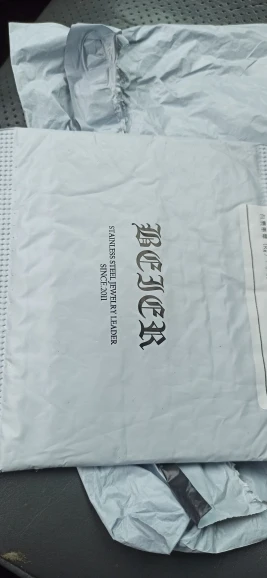 BEIER
STAINLESS STEEL JEWELRY LEADER
SINCE 2011